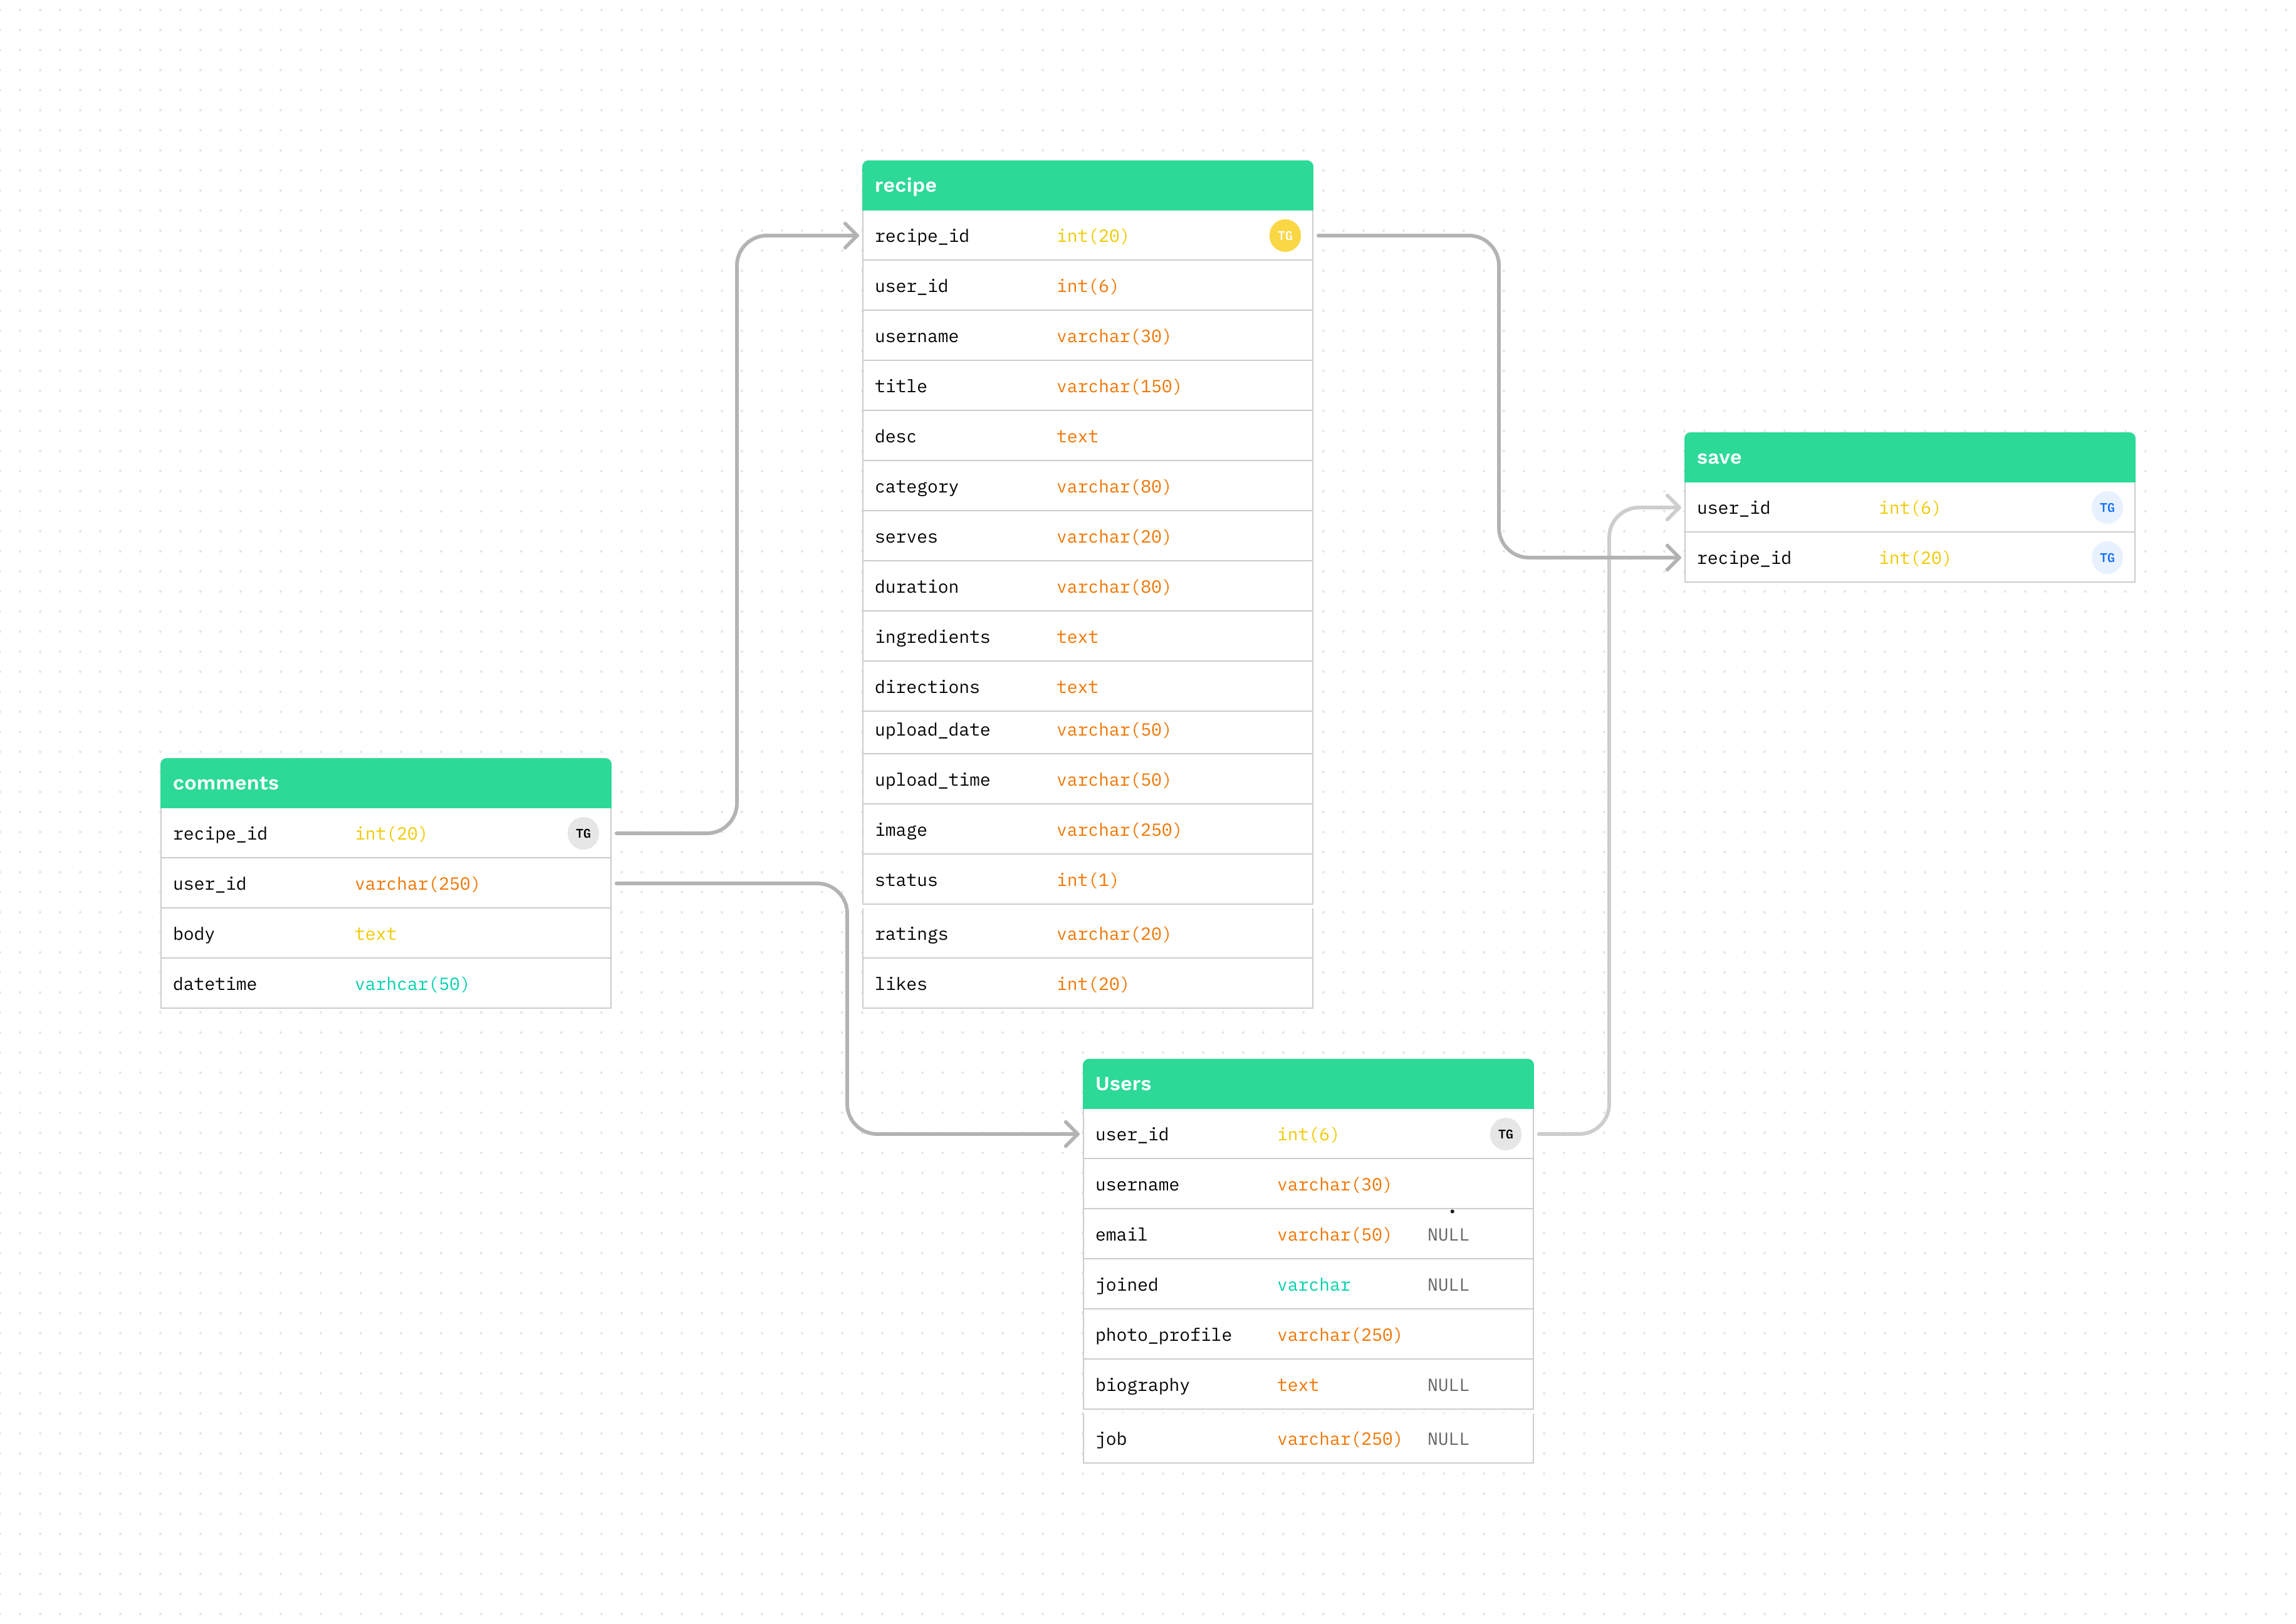 recipe
recipe_id int(20) TG
user_id int(6)
username varchar(30)
title varchar(150)
desc text
category varchar(80)
serves varchar(20)
duration varchar(80)
ingredients text
directions text
upload_date varchar(50)
upload_time varchar(50)
image varchar(250)
status int(1)
ratings varchar(20)
likes int(20)
save
user_id int(6) TG
recipe_id int(20) TG
comments
recipe_id int(20) TG
user_id varchar(250)
body text
datetime varhcar(50)
Users
user_id int(6) TG
username varchar(30)
email varchar(50) NULL
joined varchar NULL
photo_profile varchar(250)
biography text NULL
job varchar(250) NULL